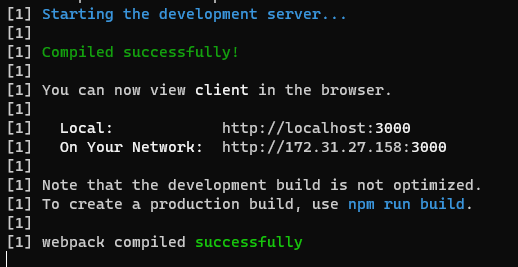 [1] Starting the development server...
[1]
[1] Compiled successfully!
[1]
[1] You can now view client in the browser.
[1]
[1]   Local:            http://localhost:3000
[1]   On Your Network:  http://172.31.27.158:3000
[1]
[1] Note that the development build is not optimized.
[1] To create a production build, use npm run build.
[1]
[1] webpack compiled successfully